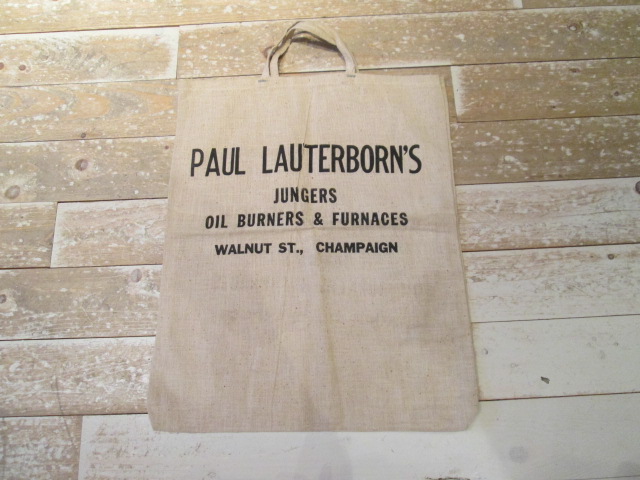 PAUL LAUTERBORN'S
JUNGERS
OIL BURNERS & FURNACES
WALNUT ST., CHAMPAIGN